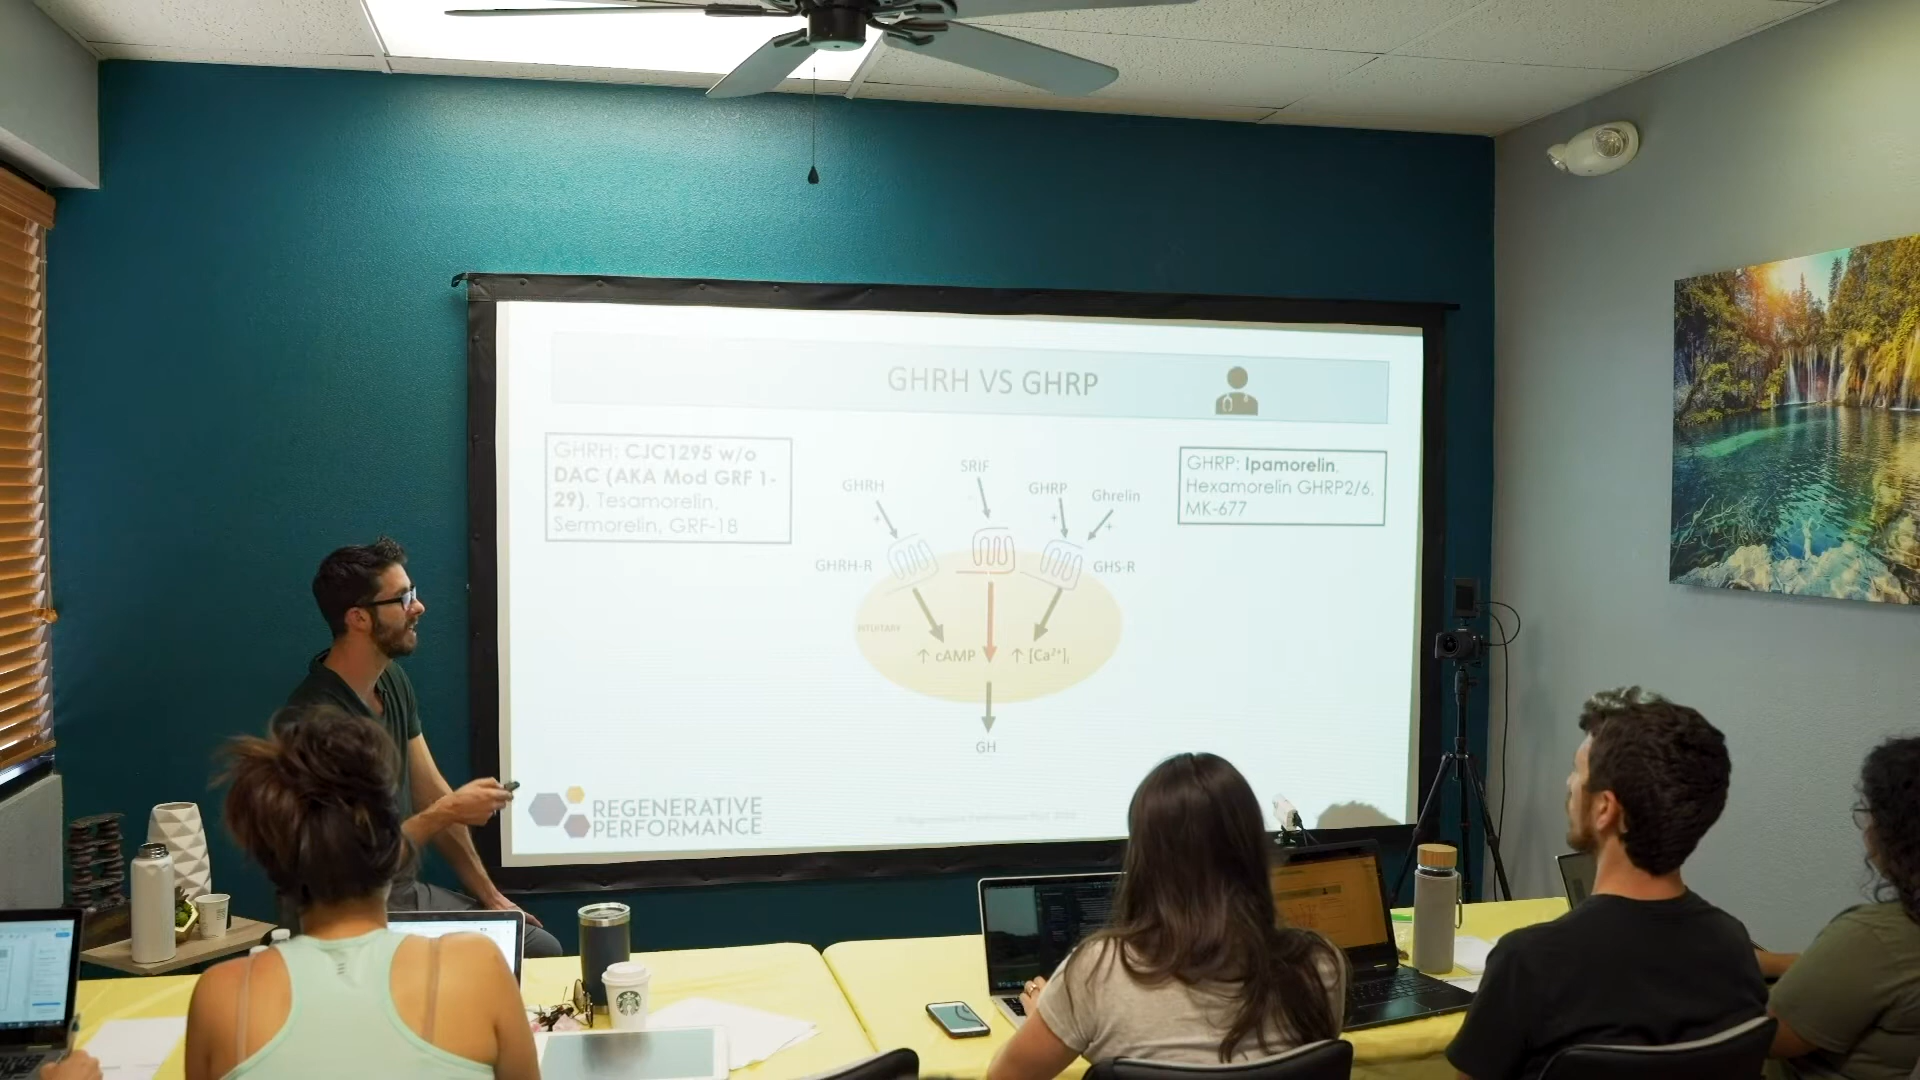 GHRH VS GHRP
GHRH: CJC1295 w/o
DAC (AKA Mod GRF 1-
29), Tesamorelin,
Sermorelin, GRF-18
GHRP: Ipamorelin,
Hexamorelin GHRP2/6,
MK-677
SRIF
GHRH
GHRP
Ghrelin
+
+
+
GHRH-R
GHS-R
PITUITARY
↑ cAMP
↑ [Ca²⁺]ᵢ
GH
REGENERATIVE
PERFORMANCE